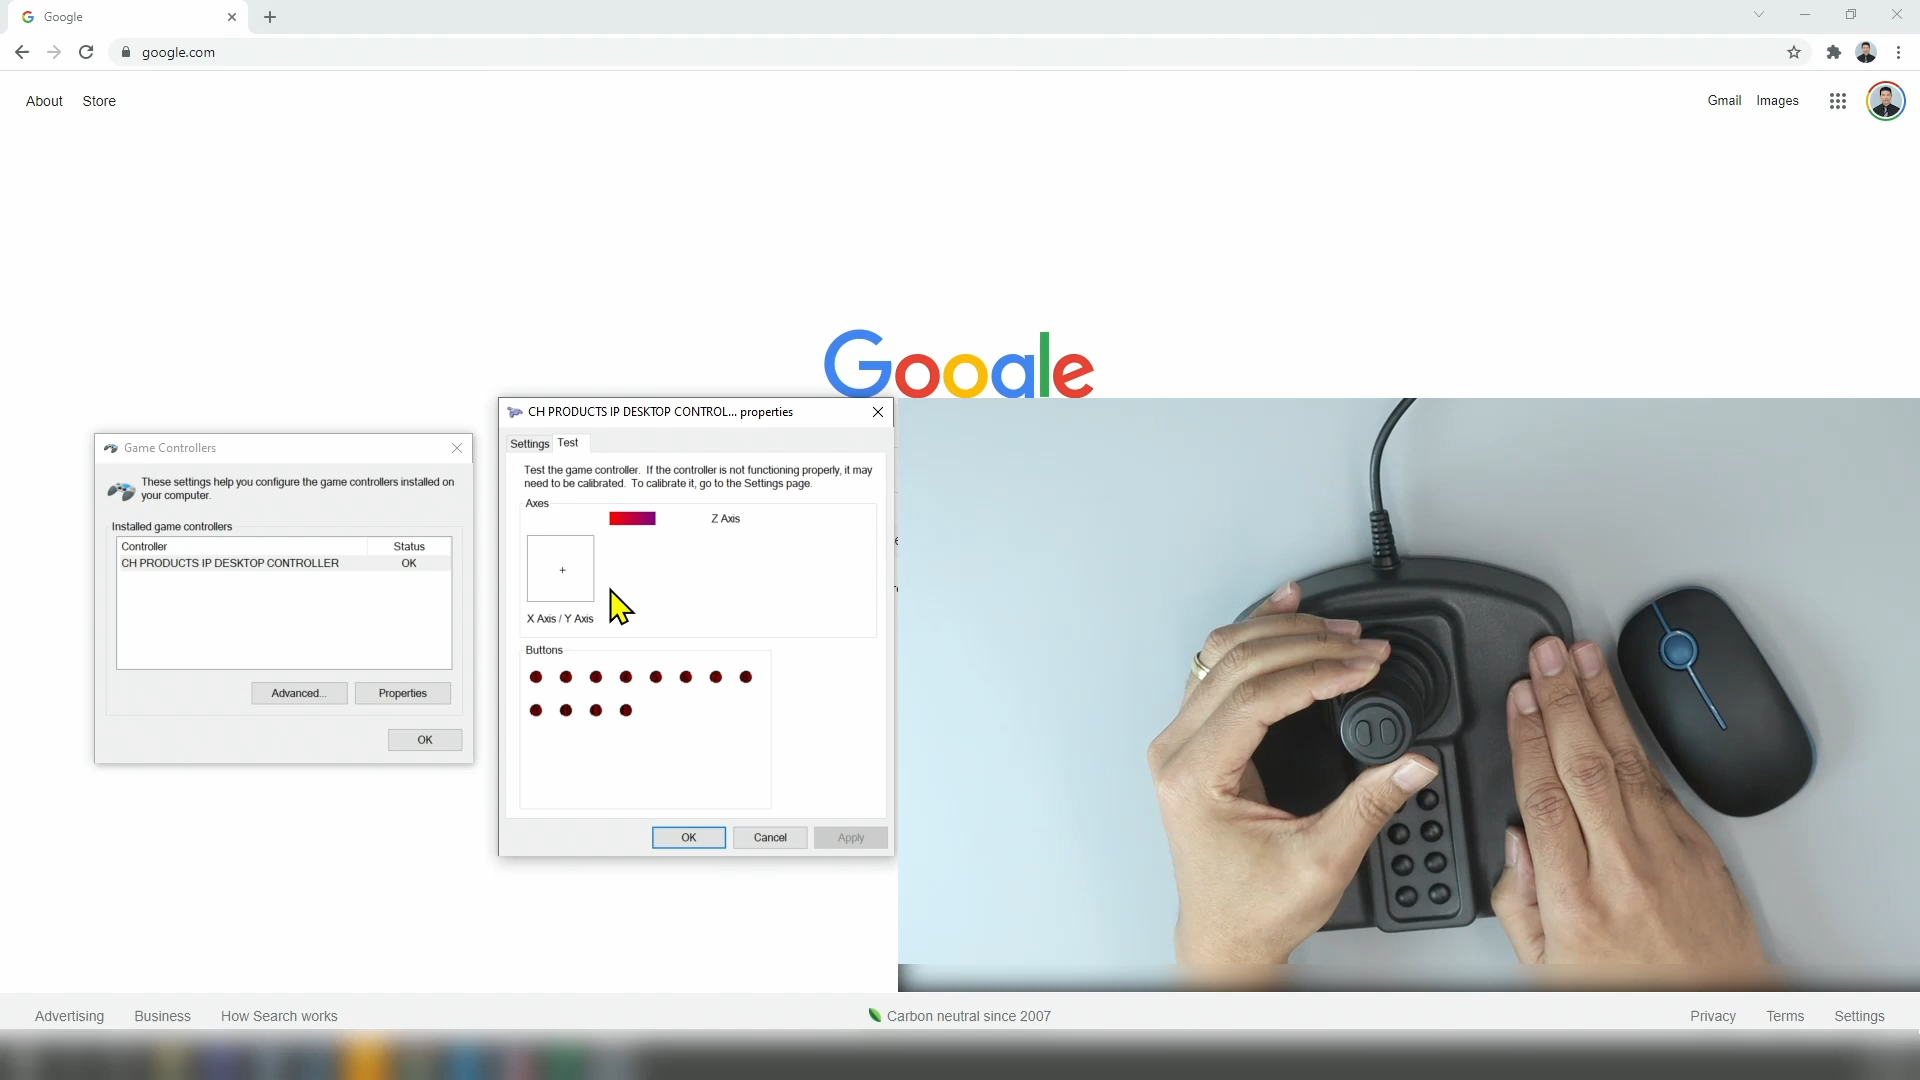 Google
google.com
About Store
Gmail Images
Google
CH PRODUCTS IP DESKTOP CONTROL... properties
Settings Test
Test the game controller. If the controller is not functioning properly, it may
need to be calibrated. To calibrate it, go to the Settings page.
Axes
Z Axis
X Axis / Y Axis
Buttons
OK Cancel Apply
Game Controllers
These settings help you configure the game controllers installed on
your computer.
Installed game controllers
Controller Status
CH PRODUCTS IP DESKTOP CONTROLLER OK
Advanced... Properties
OK
Advertising Business How Search works
Carbon neutral since 2007
Privacy Terms Settings